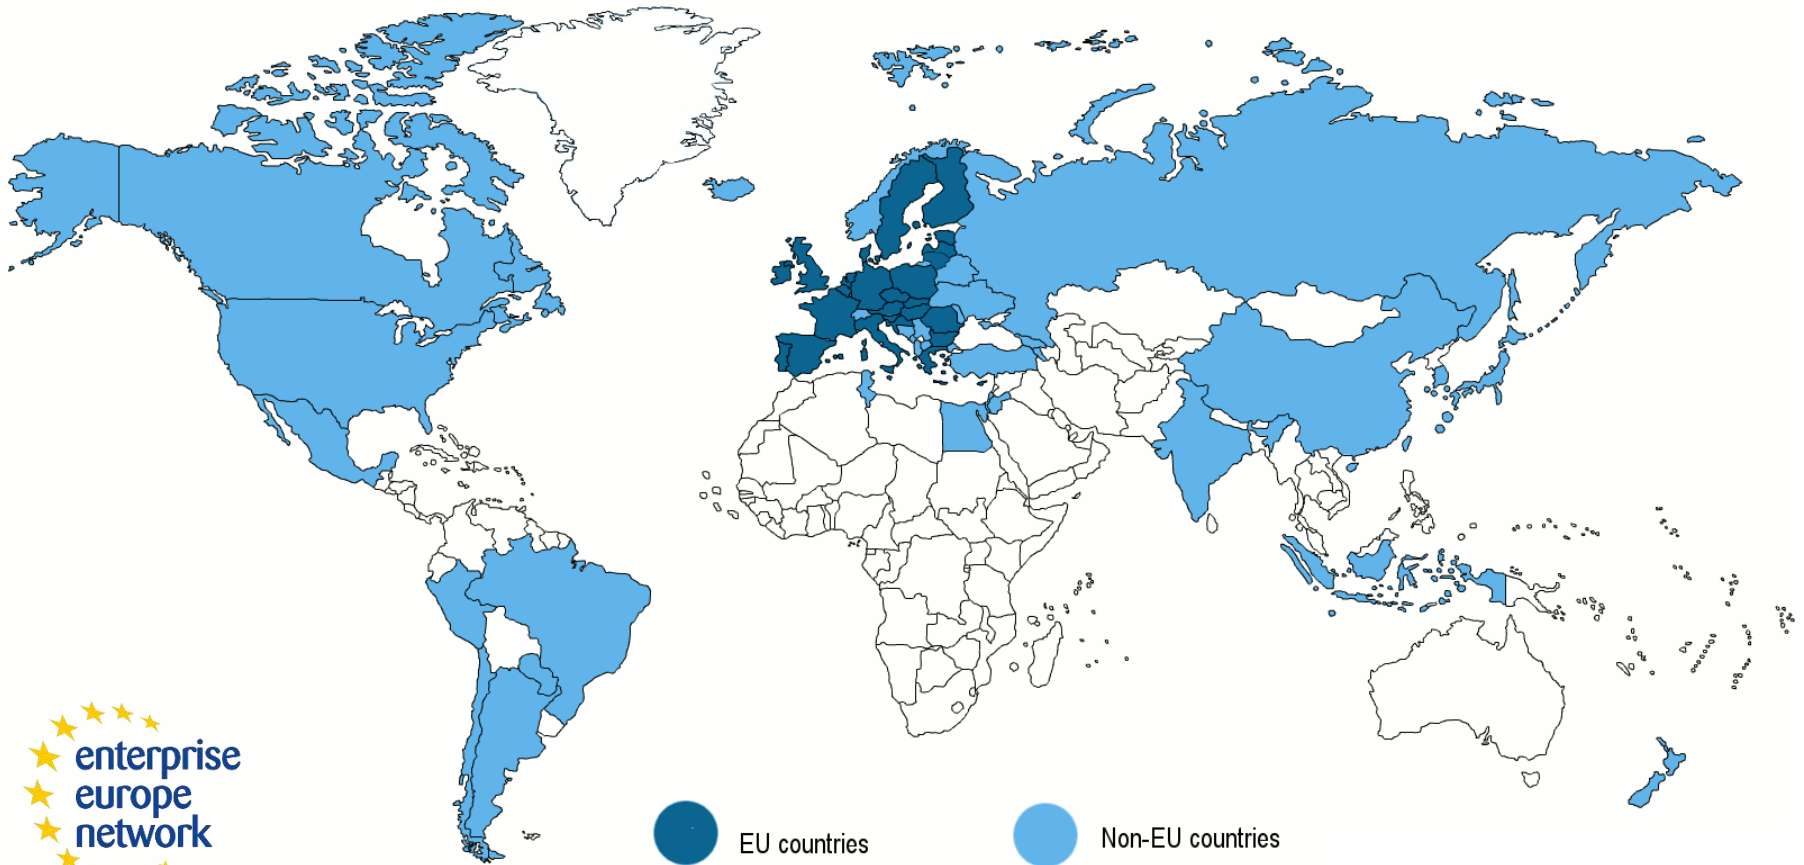 enterprise
europe
network
EU countries
Non-EU countries